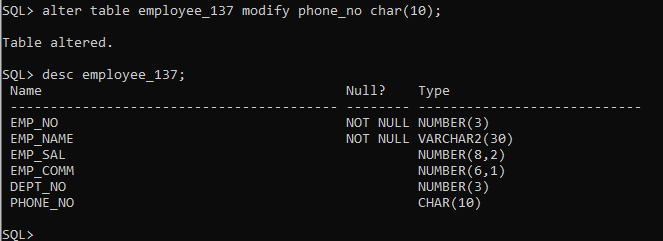 SQL> alter table employee_137 modify phone_no char(10);
Table altered.
SQL> desc employee_137;
Name Null? Type
----------------------------------------- -------- ----------------------------
EMP_NO NOT NULL NUMBER(3)
EMP_NAME NOT NULL VARCHAR2(30)
EMP_SAL NUMBER(8,2)
EMP_COMM NUMBER(6,1)
DEPT_NO NUMBER(3)
PHONE_NO CHAR(10)
SQL>